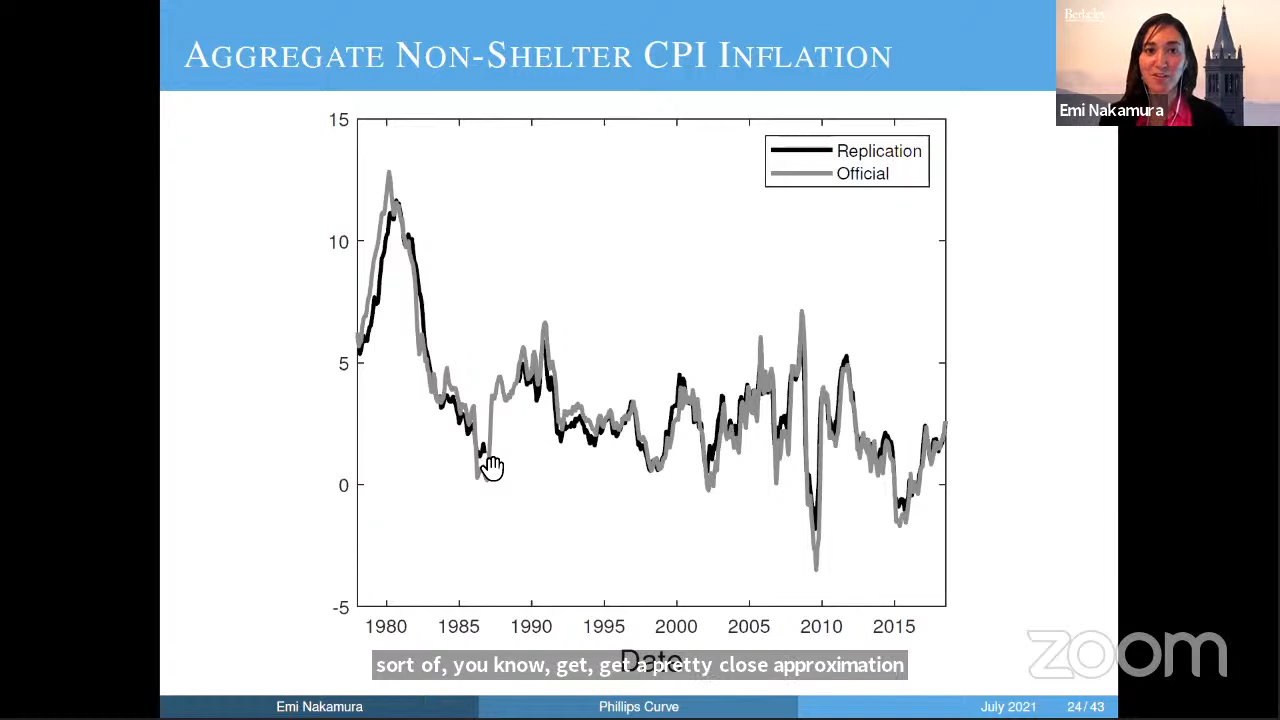 AGGREGATE NON-SHELTER CPI INFLATION
Berkeley
Emi Nakamura
15
10
5
0
-5
Replication
Official
1980 1985 1990 1995 2000 2005 2010 2015
Date
sort of, you know, get, get a pretty close approximation
zoom
Emi Nakamura Phillips Curve July 2021 24/43